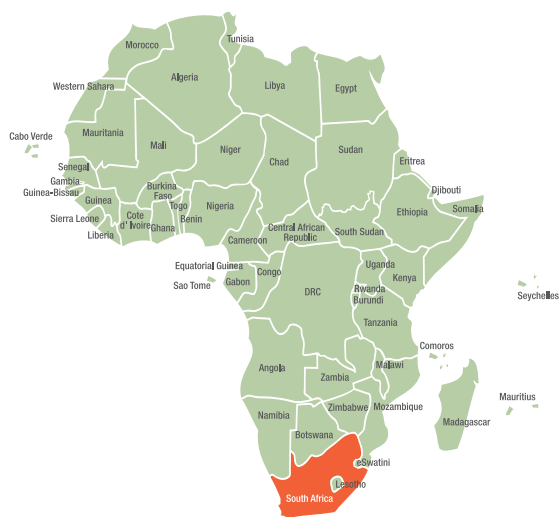 Tunisia
Morocco
Algeria
Libya
Egypt
Western Sahara
Cabo Verde
Mauritania
Mali
Niger
Chad
Sudan
Eritrea
Senegal
Gambia
Guinea-Bissau
Guinea
Burkina
Faso
Djibouti
Somalia
Sierra Leone
Liberia
Cote
d' Ivoire
Ghana
Togo
Benin
Nigeria
Ethiopia
Central African
Republic
South Sudan
Cameroon
Equatorial Guinea
Sao Tome
Gabon
Congo
DRC
Uganda
Kenya
Rwanda
Burundi
Seychelles
Tanzania
Comoros
Angola
Zambia
Malawi
Mozambique
Mauritius
Madagascar
Namibia
Zimbabwe
Botswana
eSwatini
Lesotho
South Africa